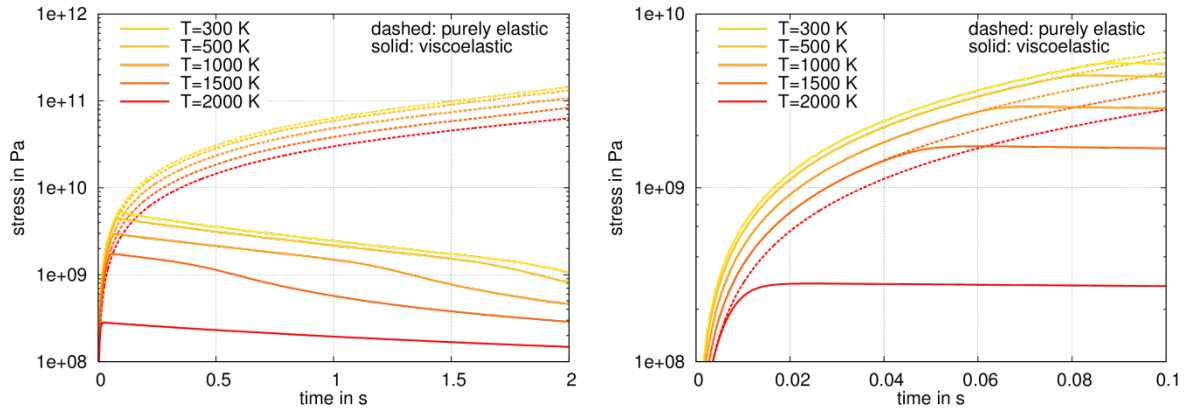 1e+12
1e+11
1e+10
1e+09
1e+08
stress in Pa
T=300 K
T=500 K
T=1000 K
T=1500 K
T=2000 K
dashed: purely elastic
solid: viscoelastic
0
0.5
1
1.5
2
time in s
1e+10
1e+09
1e+08
stress in Pa
T=300 K
T=500 K
T=1000 K
T=1500 K
T=2000 K
dashed: purely elastic
solid: viscoelastic
0
0.02
0.04
0.06
0.08
0.1
time in s